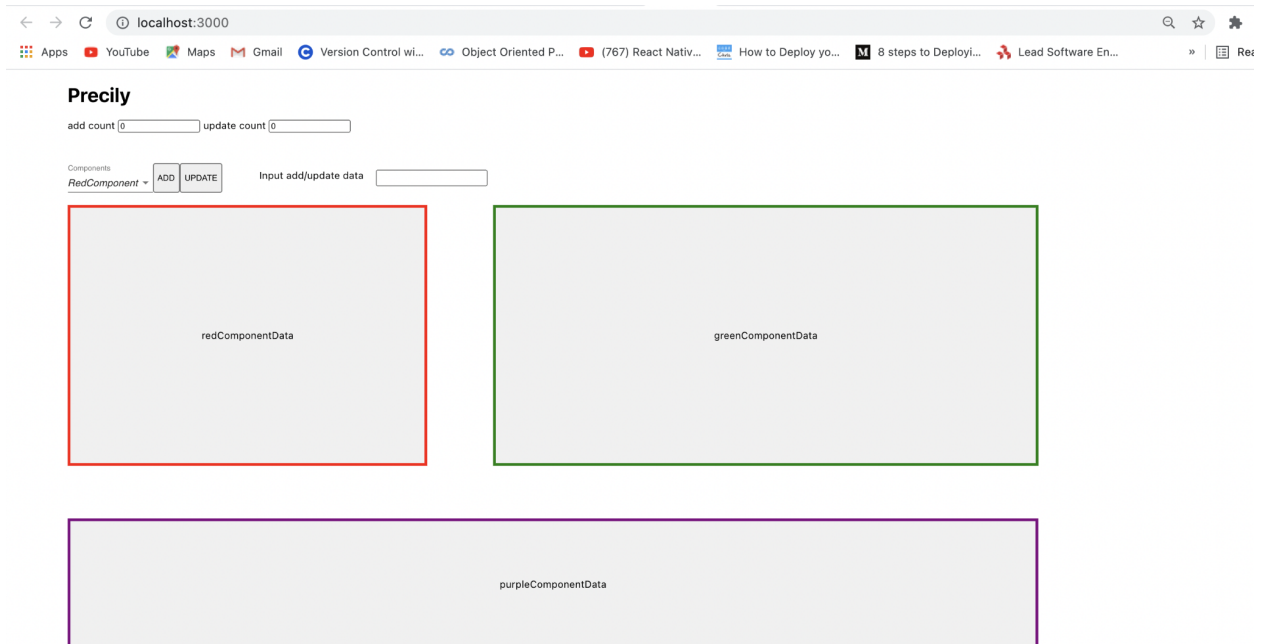 localhost:3000
Apps YouTube Maps Gmail Version Control wi... Object Oriented P... (767) React Nativ... How to Deploy yo... 8 steps to Deployi... Lead Software En... » Rea
Precily
add count 0 update count 0
Components
RedComponent ADD UPDATE Input add/update data
redComponentData greenComponentData
purpleComponentData